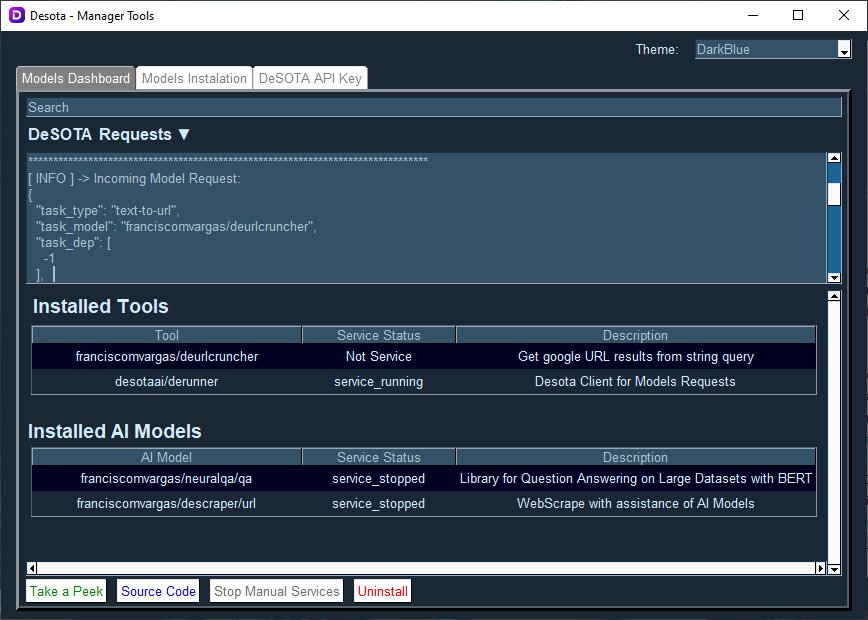 Desota - Manager Tools
Theme: DarkBlue
Models Dashboard Models Instalation DeSOTA API Key
Search
DeSOTA Requests ▼
********************************************************************************
[ INFO ] -> Incoming Model Request:
{
"task_type": "text-to-url",
"task_model": "franciscomvargas/deurlcruncher",
"task_dep": [
-1
],
Installed Tools
Tool Service Status Description
franciscomvargas/deurlcruncher Not Service Get google URL results from string query
desotaai/derunner service_running Desota Client for Models Requests
Installed AI Models
AI Model Service Status Description
franciscomvargas/neuralqa/qa service_stopped Library for Question Answering on Large Datasets with BERT
franciscomvargas/descraper/url service_stopped WebScrape with assistance of AI Models
Take a Peek Source Code Stop Manual Services Uninstall